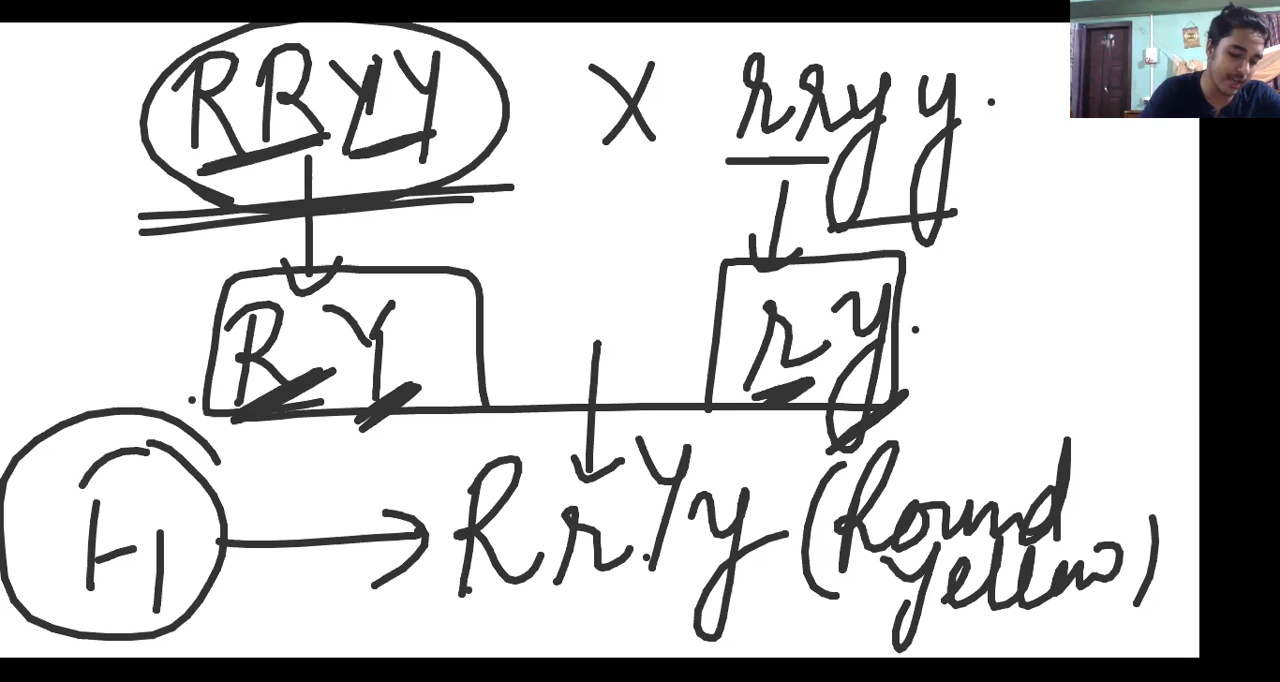 RRYY X rryy.
RY ry.
F1 → RrYy (Round
yellow)